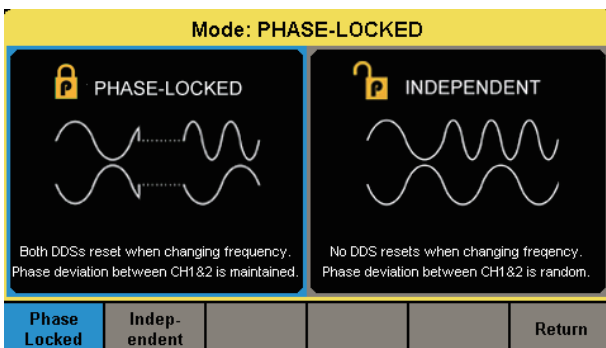 Mode: PHASE-LOCKED
P PHASE-LOCKED
Both DDSs reset when changing frequency.
Phase deviation between CH1&2 is maintained.
P INDEPENDENT
No DDS resets when changing freqency.
Phase deviation between CH1&2 is random.
Phase
Locked
Indep-
endent
Return